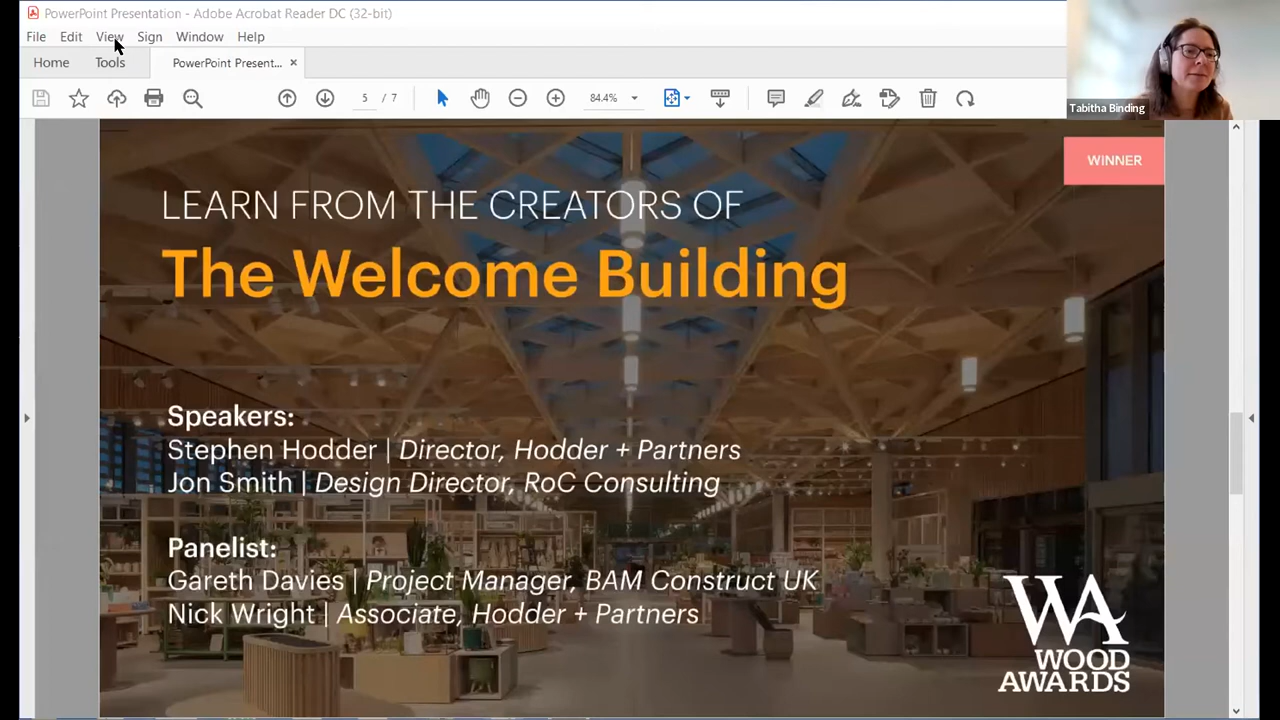 PowerPoint Presentation - Adobe Acrobat Reader DC (32-bit)
File Edit View Sign Window Help
Home Tools PowerPoint Present... ×
5 / 7 84.4%
Tabitha Binding
WINNER
LEARN FROM THE CREATORS OF
The Welcome Building
Speakers:
Stephen Hodder | Director, Hodder + Partners
Jon Smith | Design Director, RoC Consulting
Panelist:
Gareth Davies | Project Manager, BAM Construct UK
Nick Wright | Associate, Hodder + Partners
WA
WOOD
AWARDS